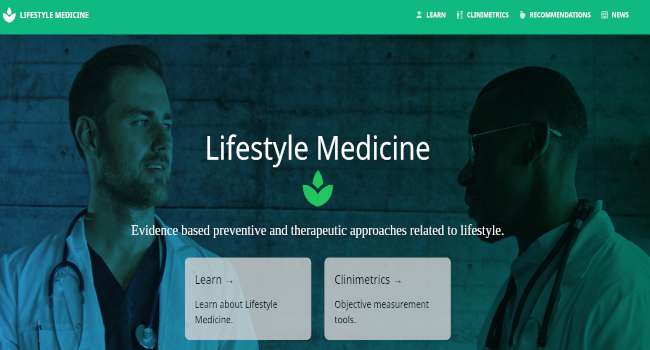 LIFESTYLE MEDICINE
LEARN
CLINIMETRICS
RECOMMENDATIONS
NEWS
Lifestyle Medicine
Evidence based preventive and therapeutic approaches related to lifestyle.
Learn →
Learn about Lifestyle
Medicine.
Clinimetrics →
Objective measurement
tools.